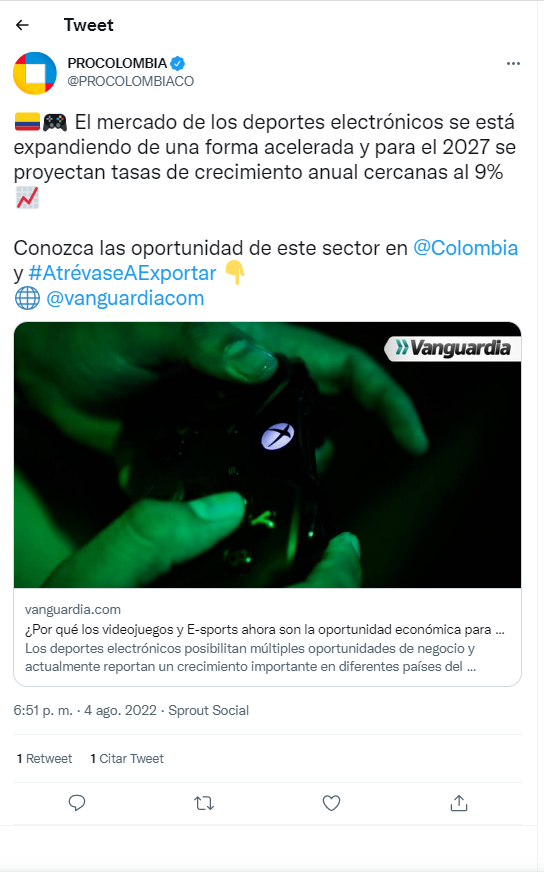 Tweet
PROCOLOMBIA
@PROCOLOMBIACO
🇨🇴🎮 El mercado de los deportes electrónicos se está
expandiendo de una forma acelerada y para el 2027 se
proyectan tasas de crecimiento anual cercanas al 9%
📈
Conozca las oportunidad de este sector en @Colombia
y #AtrévaseAExportar 👇
🌐 @vanguardiacom
Vanguardia
vanguardia.com
¿Por qué los videojuegos y E-sports ahora son la oportunidad económica para ...
Los deportes electrónicos posibilitan múltiples oportunidades de negocio y
actualmente reportan un crecimiento importante en diferentes países del ...
6:51 p. m. · 4 ago. 2022 · Sprout Social
1 Retweet 1 Citar Tweet